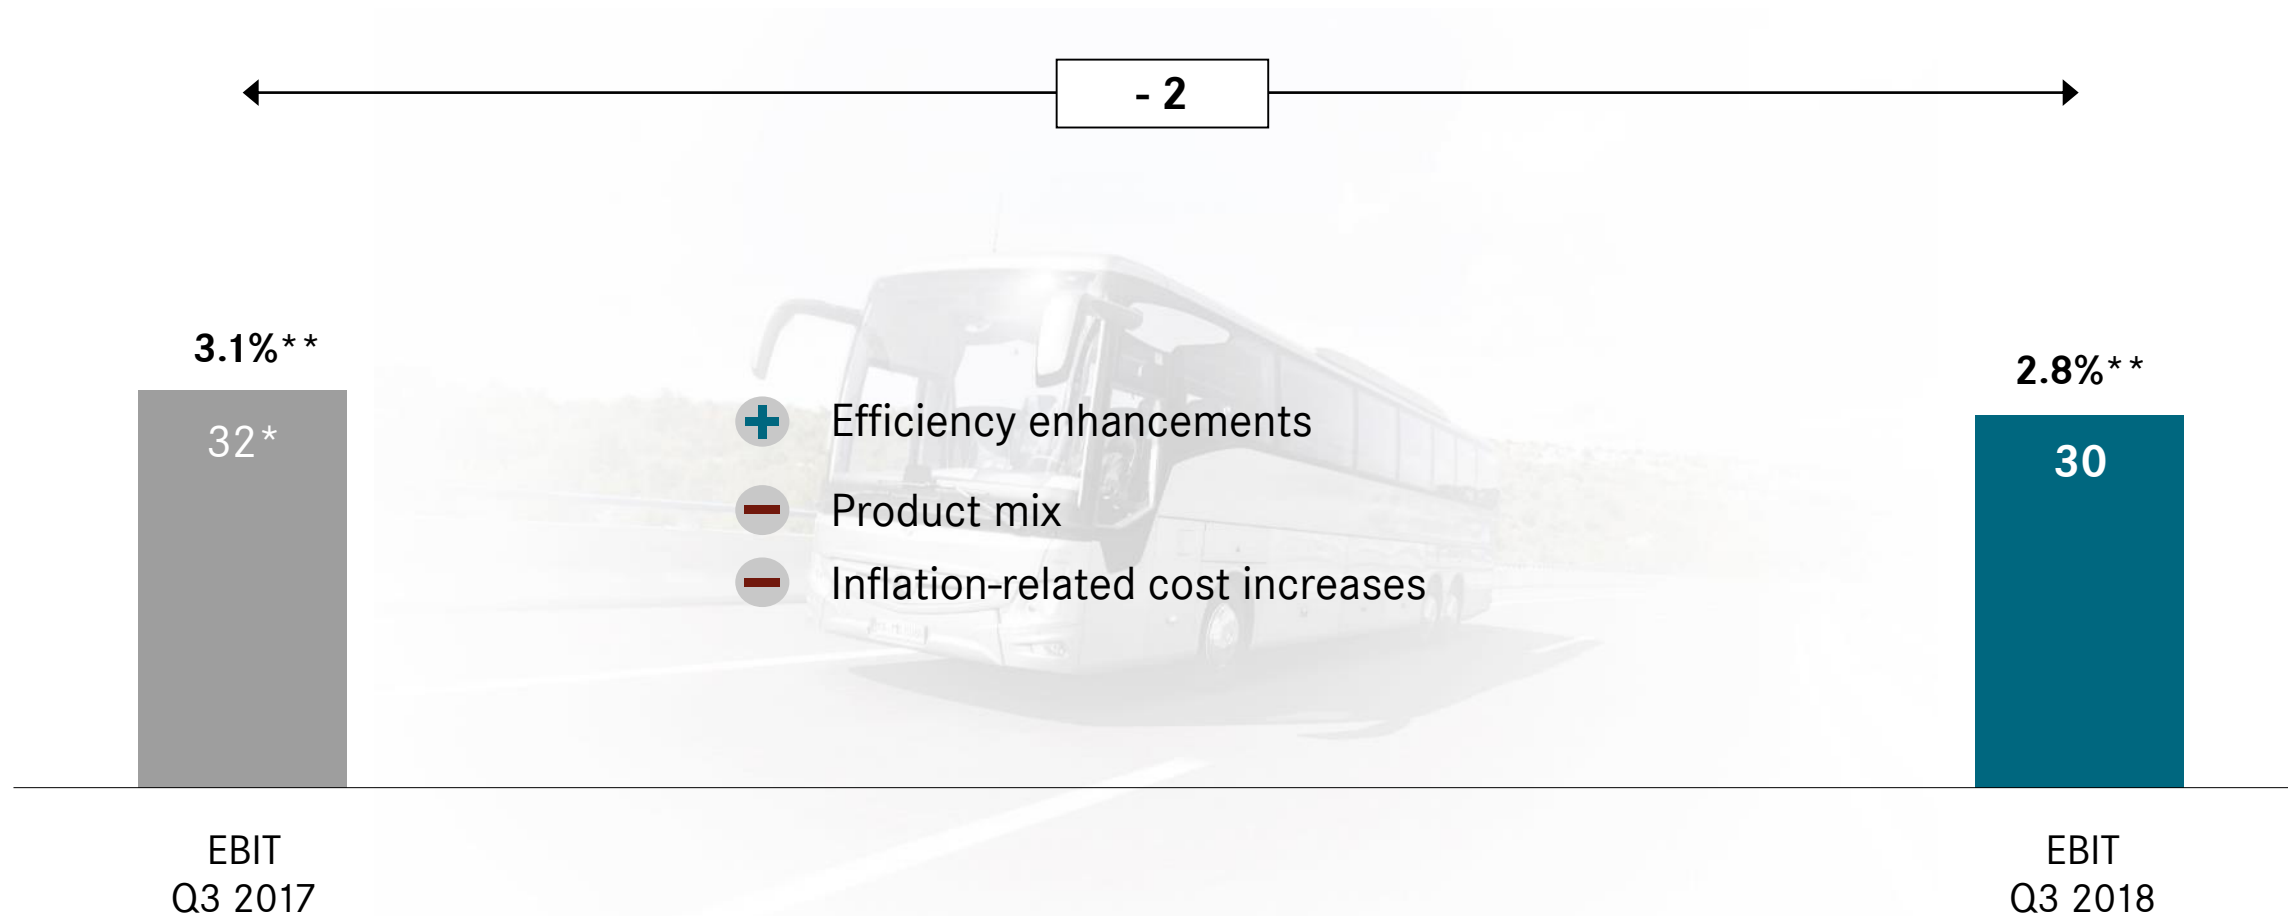 - 2
3.1%**
32*
2.8%**
30
Efficiency enhancements
Product mix
Inflation-related cost increases
EBIT
Q3 2017
EBIT
Q3 2018